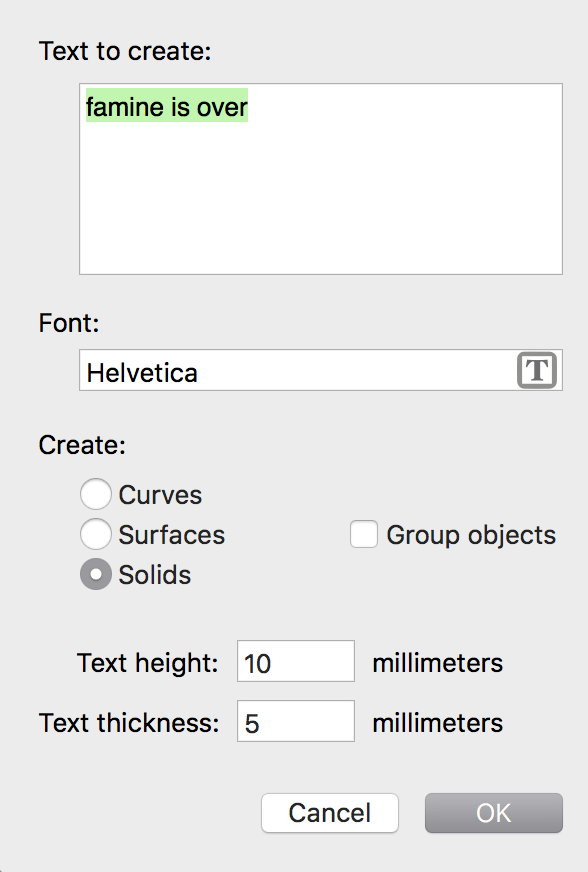 Text to create:
famine is over
Font:
Helvetica
T
Create:
Curves
Surfaces
Group objects
Solids
Text height: 10 millimeters
Text thickness: 5 millimeters
Cancel OK